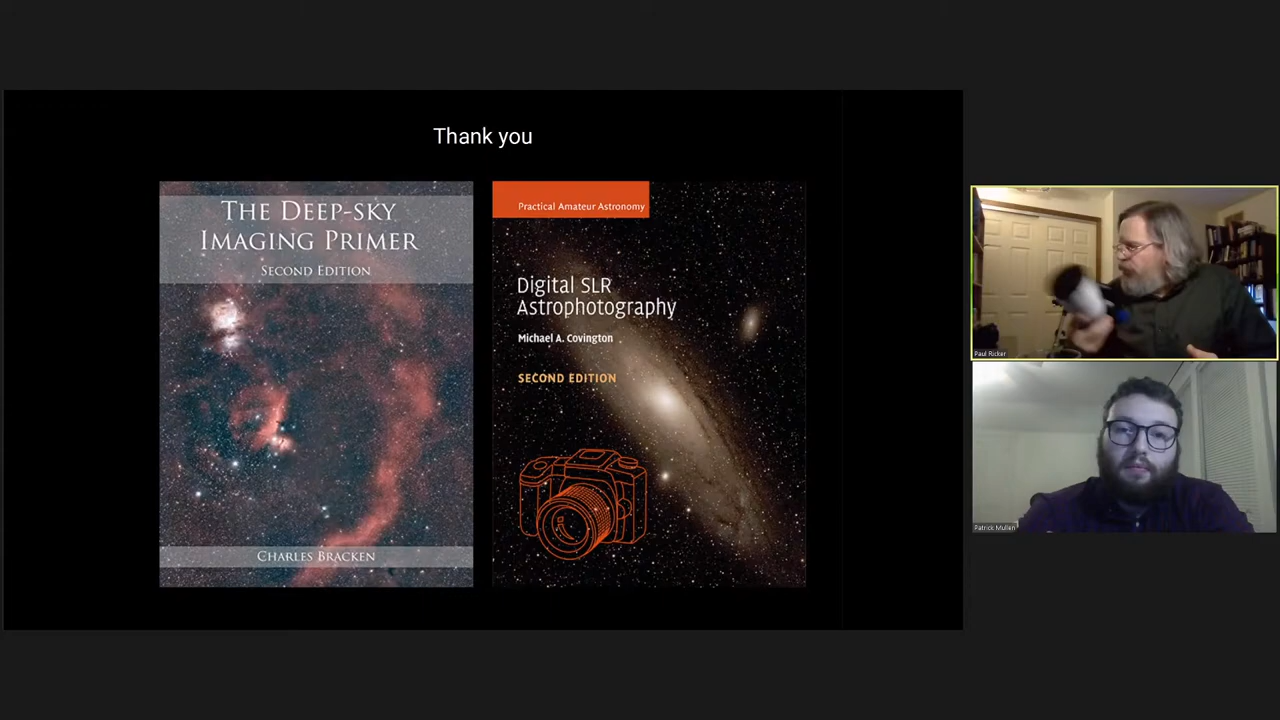 Thank you
THE DEEP-SKY
IMAGING PRIMER
SECOND EDITION
CHARLES BRACKEN
Practical Amateur Astronomy
Digital SLR
Astrophotography
Michael A. Covington
SECOND EDITION
Paul Ricker
Patrick Mullen